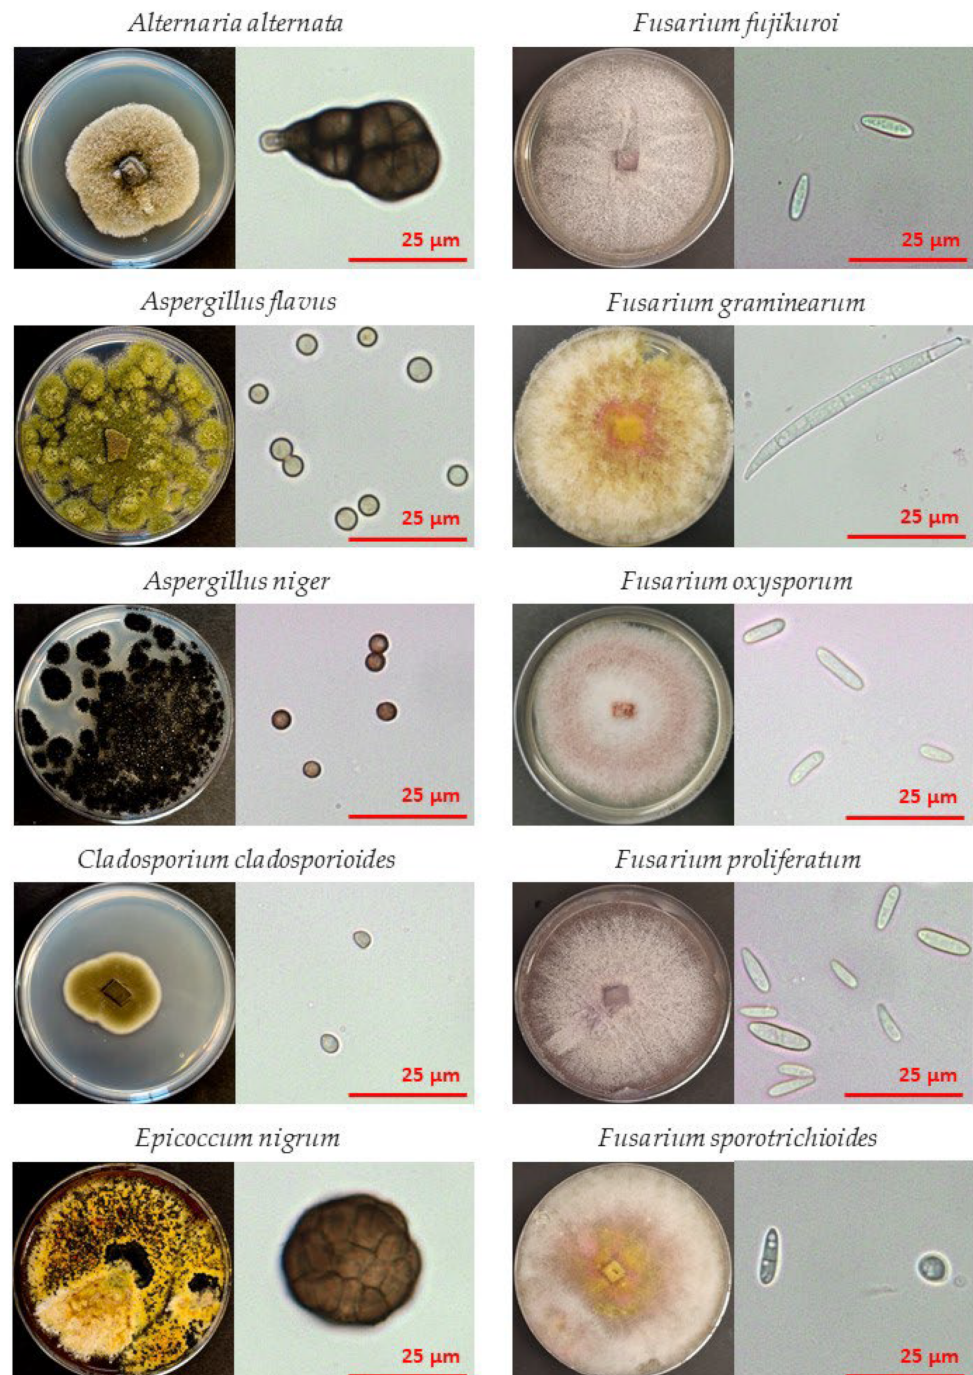 Alternaria alternata
25 µm
Fusarium fujikuroi
25 µm
Aspergillus flavus
25 µm
Fusarium graminearum
25 µm
Aspergillus niger
25 µm
Fusarium oxysporum
25 µm
Cladosporium cladosporioides
25 µm
Fusarium proliferatum
25 µm
Epicoccum nigrum
25 µm
Fusarium sporotrichioides
25 µm